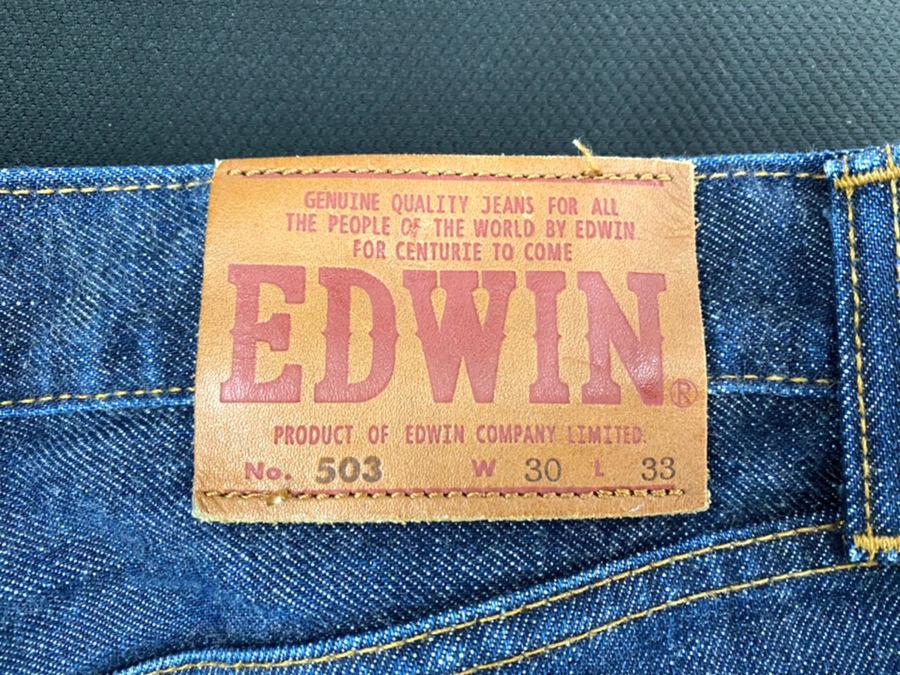 GENUINE QUALITY JEANS FOR ALL
THE PEOPLE OF THE WORLD BY EDWIN
FOR CENTURIE TO COME
EDWIN®
PRODUCT OF EDWIN COMPANY LIMITED.
No. 503 W 30 L 33